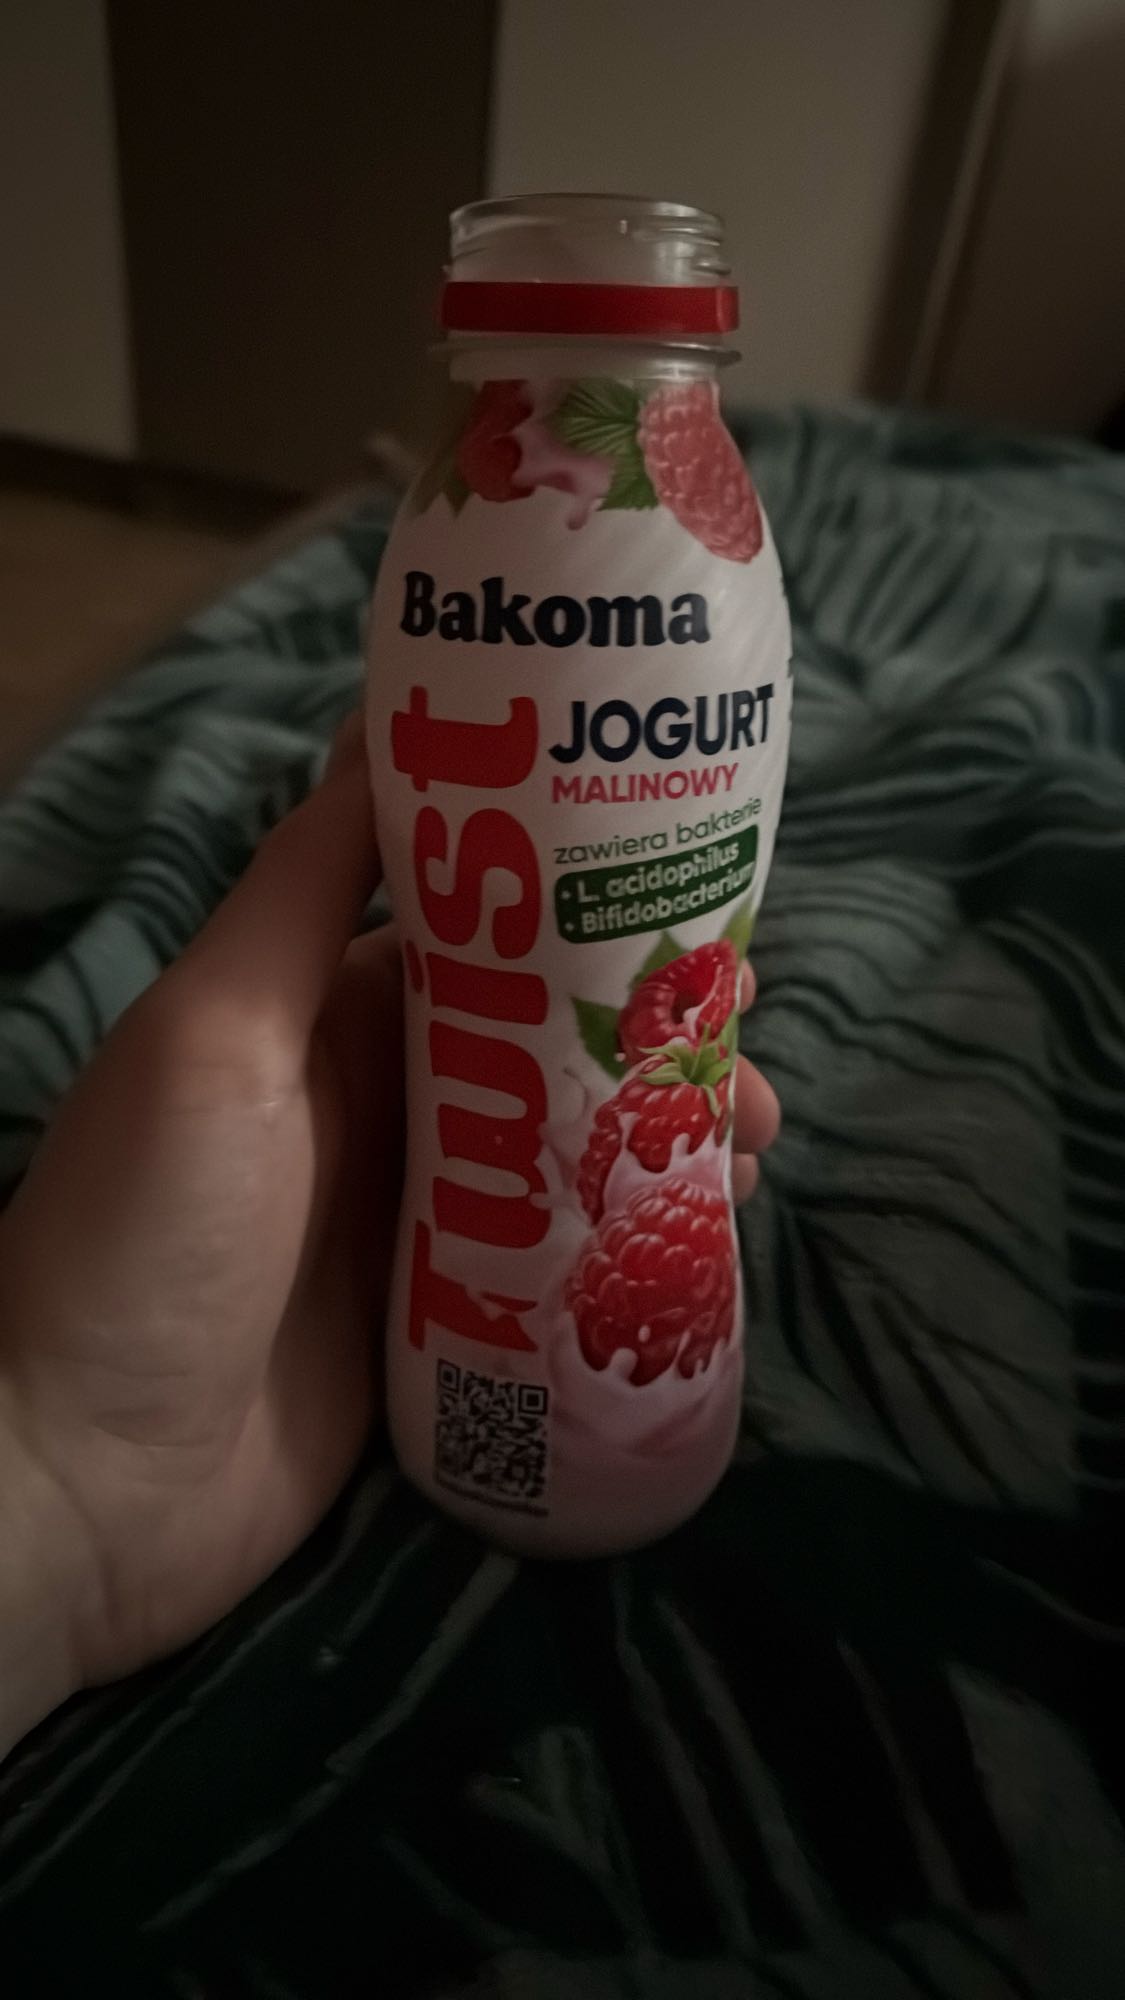 Bakoma
Twist
JOGURT
MALINOWY
zawiera bakterie
• L. acidophilus
• Bifidobacterium